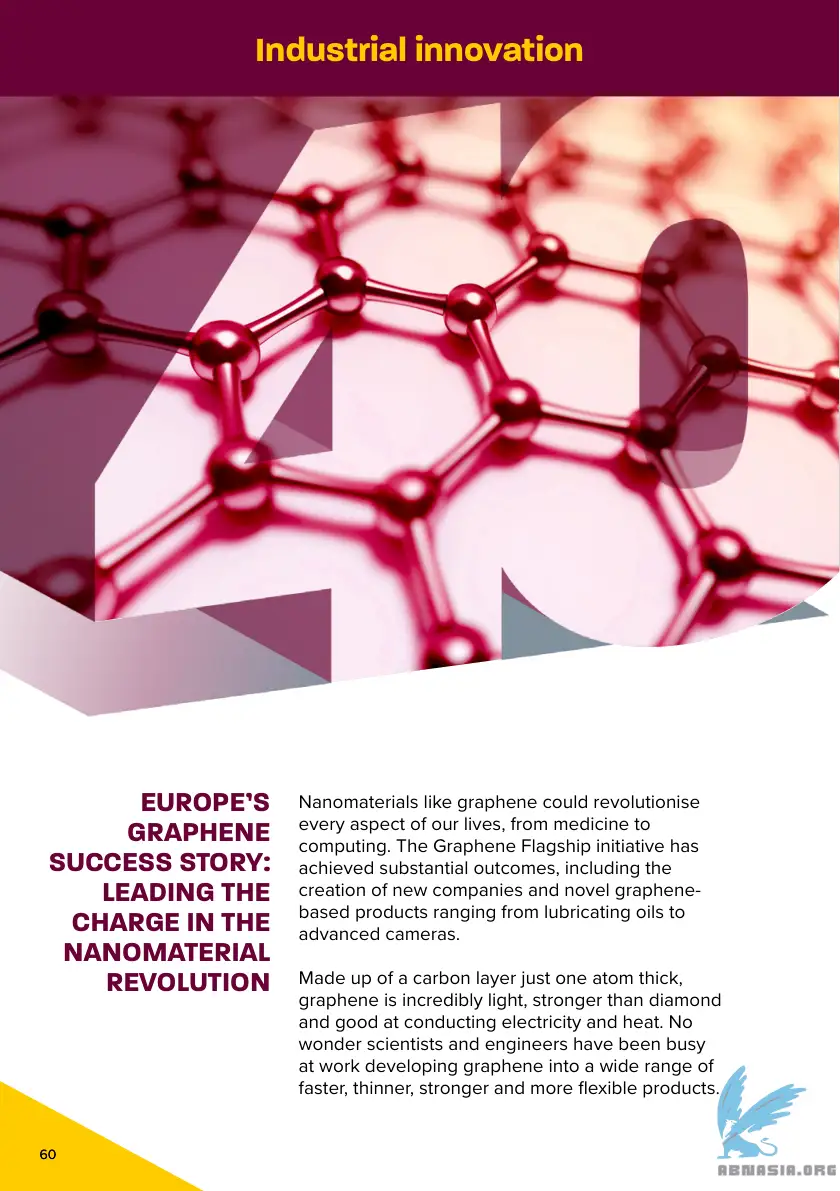 Industrial innovation
40
EUROPE'S
GRAPHENE
SUCCESS STORY:
LEADING THE
CHARGE IN THE
NANOMATERIAL
REVOLUTION
Nanomaterials like graphene could revolutionise
every aspect of our lives, from medicine to
computing. The Graphene Flagship initiative has
achieved substantial outcomes, including the
creation of new companies and novel graphene-
based products ranging from lubricating oils to
advanced cameras.
Made up of a carbon layer just one atom thick,
graphene is incredibly light, stronger than diamond
and good at conducting electricity and heat. No
wonder scientists and engineers have been busy
at work developing graphene into a wide range of
faster, thinner, stronger and more flexible products.
60
ABNASIA.ORG